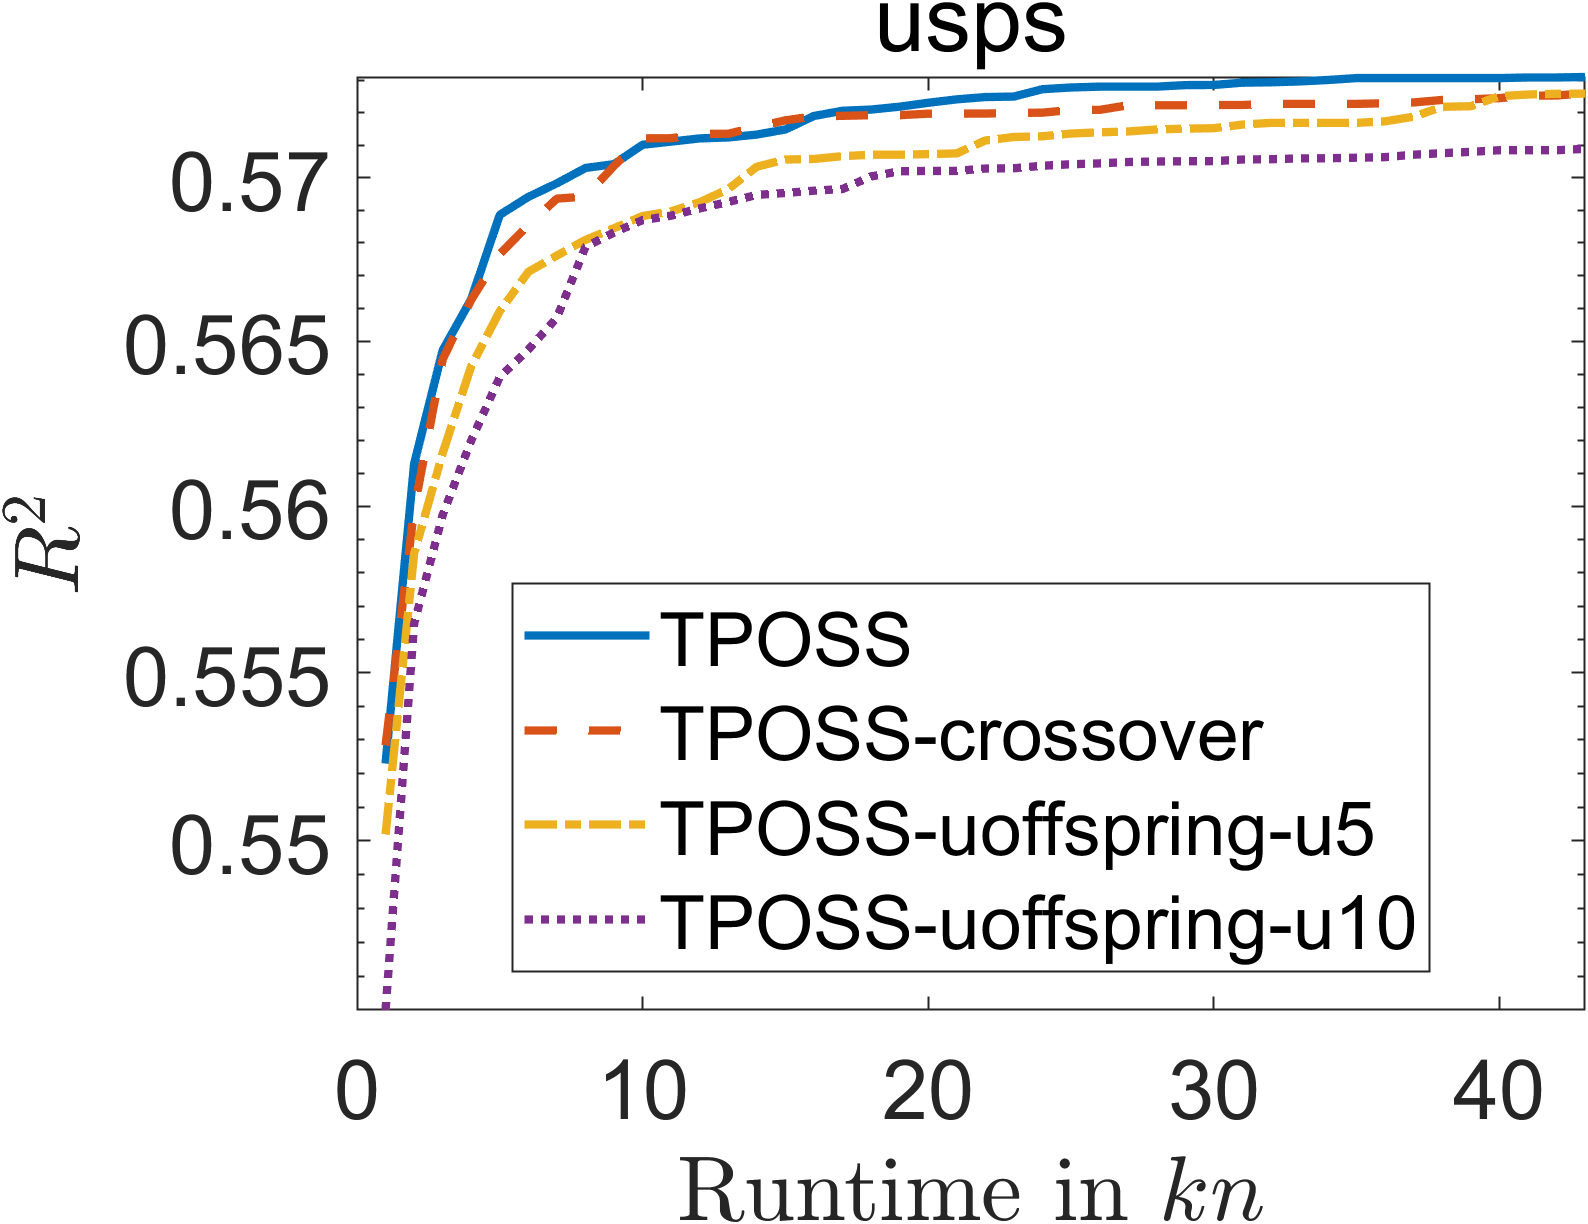 usps
0.57
0.565
0.56
0.555
0.55
R²
TPOSS
TPOSS-crossover
TPOSS-uoffspring-u5
TPOSS-uoffspring-u10
0 10 20 30 40
Runtime in kn